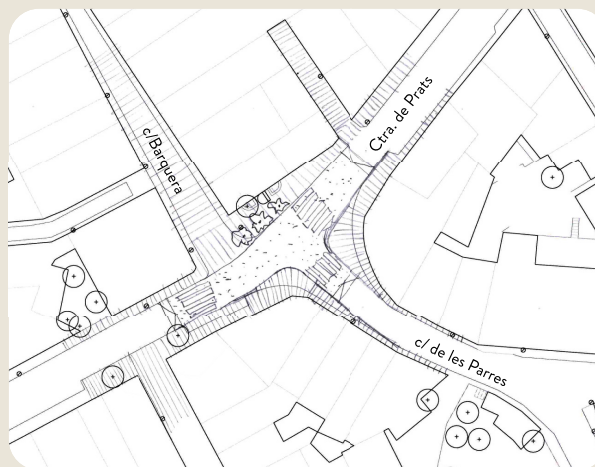 Ctra. de Prats
c/Barquera
c/ de les Parres